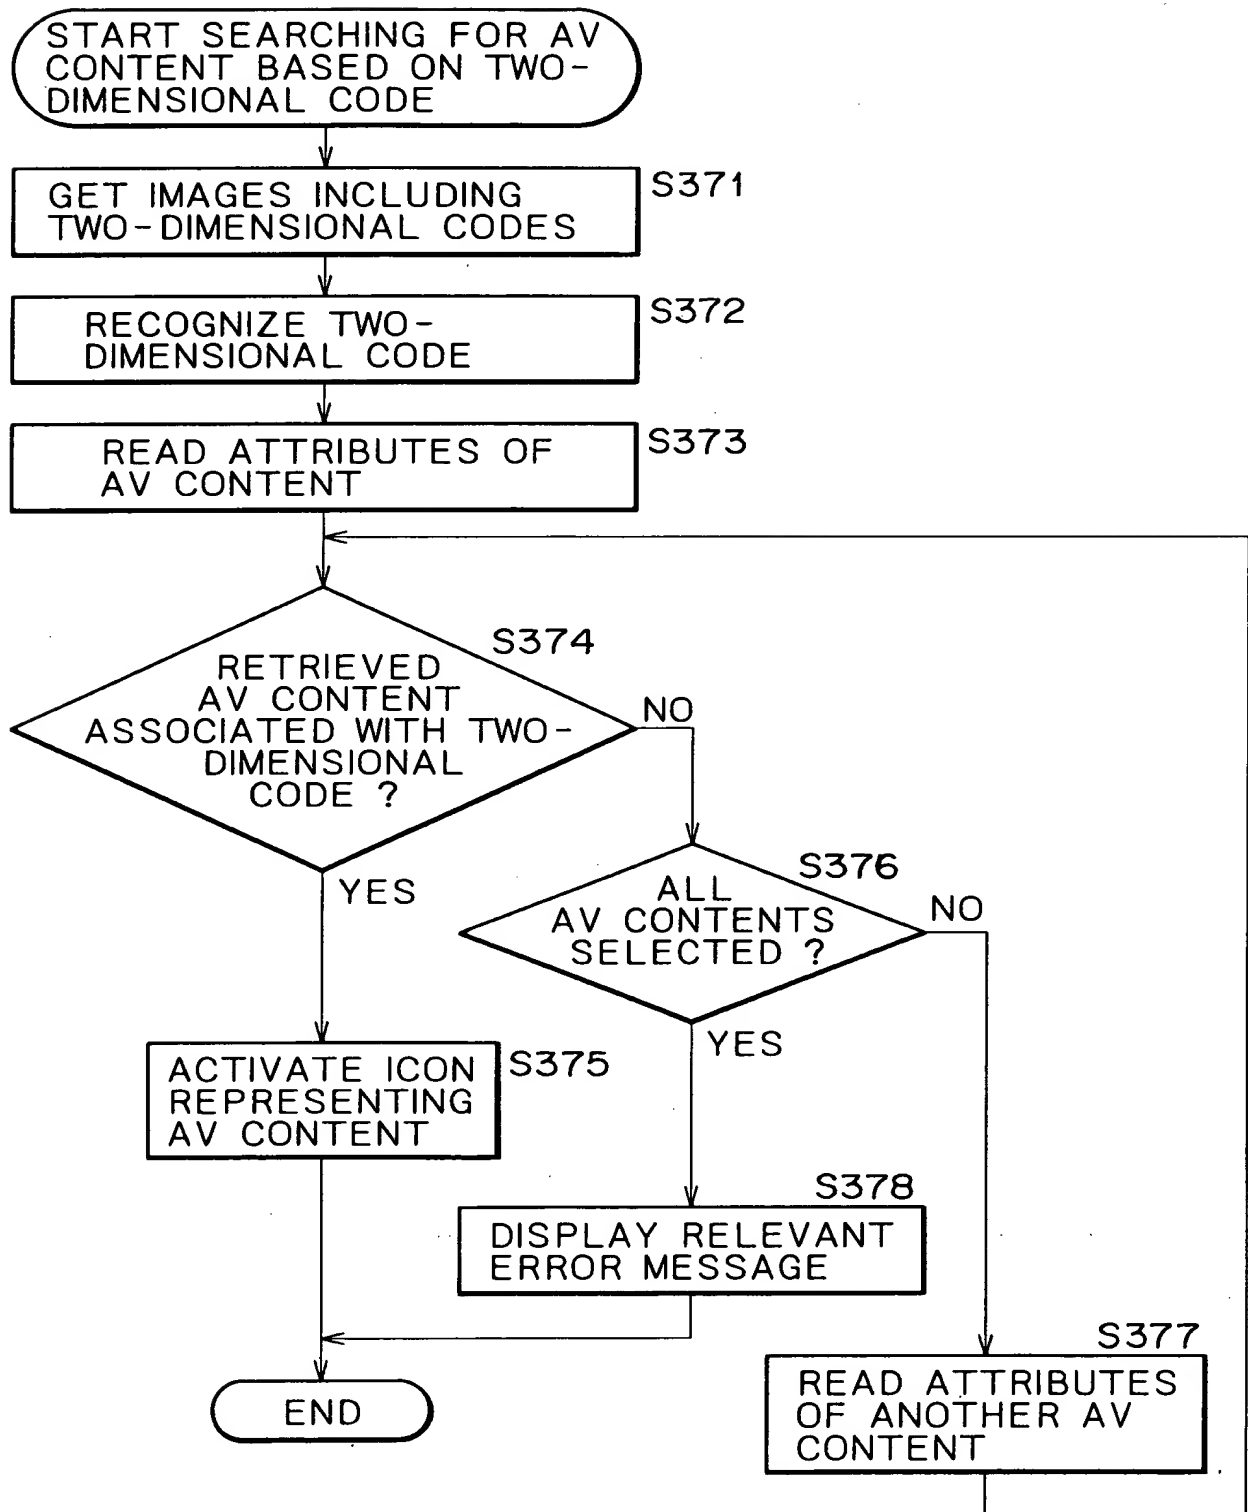 START SEARCHING FOR AV
CONTENT BASED ON TWO-
DIMENSIONAL CODE
S371
GET IMAGES INCLUDING
TWO-DIMENSIONAL CODES
S372
RECOGNIZE TWO-
DIMENSIONAL CODE
S373
READ ATTRIBUTES OF
AV CONTENT
S374
RETRIEVED
AV CONTENT
ASSOCIATED WITH TWO-
DIMENSIONAL
CODE ?
NO
YES
S376
ALL
AV CONTENTS
SELECTED ?
NO
YES
S375
ACTIVATE ICON
REPRESENTING
AV CONTENT
S378
DISPLAY RELEVANT
ERROR MESSAGE
S377
READ ATTRIBUTES
OF ANOTHER AV
CONTENT
END